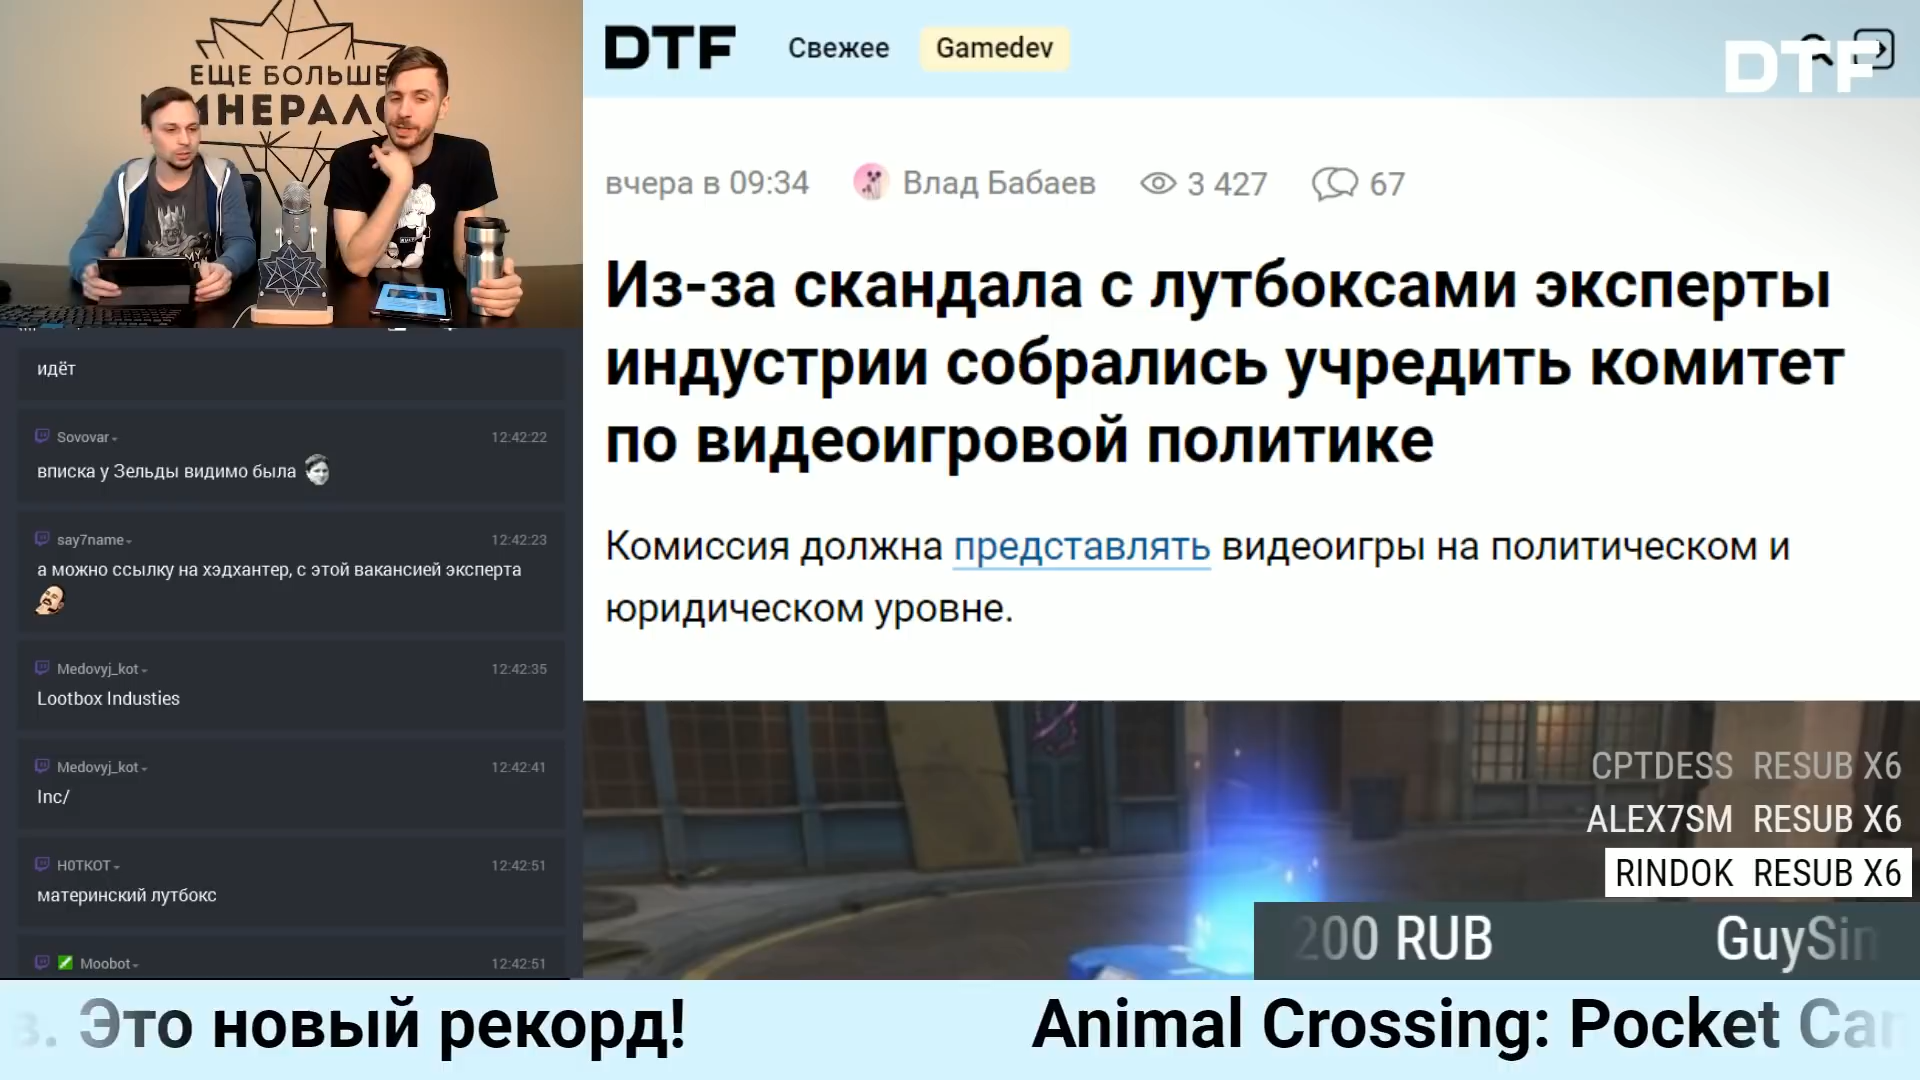 ЕЩЕ БОЛЬШЕ
МИНЕРАЛО
идёт
Sovovar
12:42:22
вписка у Зельды видимо была
say7name
12:42:23
а можно ссылку на хэдхантер, с этой вакансией эксперта
Medovyj_kot
12:42:35
Lootbox Industies
Medovyj_kot
12:42:41
Inc/
H0TKOT
12:42:51
материнский лутбокс
Moobot
12:42:51
DTF
Свежее
Gamedev
DTF
вчера в 09:34
Влад Бабаев
3 427
67
Из-за скандала с лутбоксами эксперты
индустрии собрались учредить комитет
по видеоигровой политике
Комиссия должна представлять видеоигры на политическом и
юридическом уровне.
CPTDESS RESUB X6
ALEX7SM RESUB X6
RINDOK RESUB X6
200 RUB
GuySin
в. Это новый рекорд!
Animal Crossing: Pocket Cam